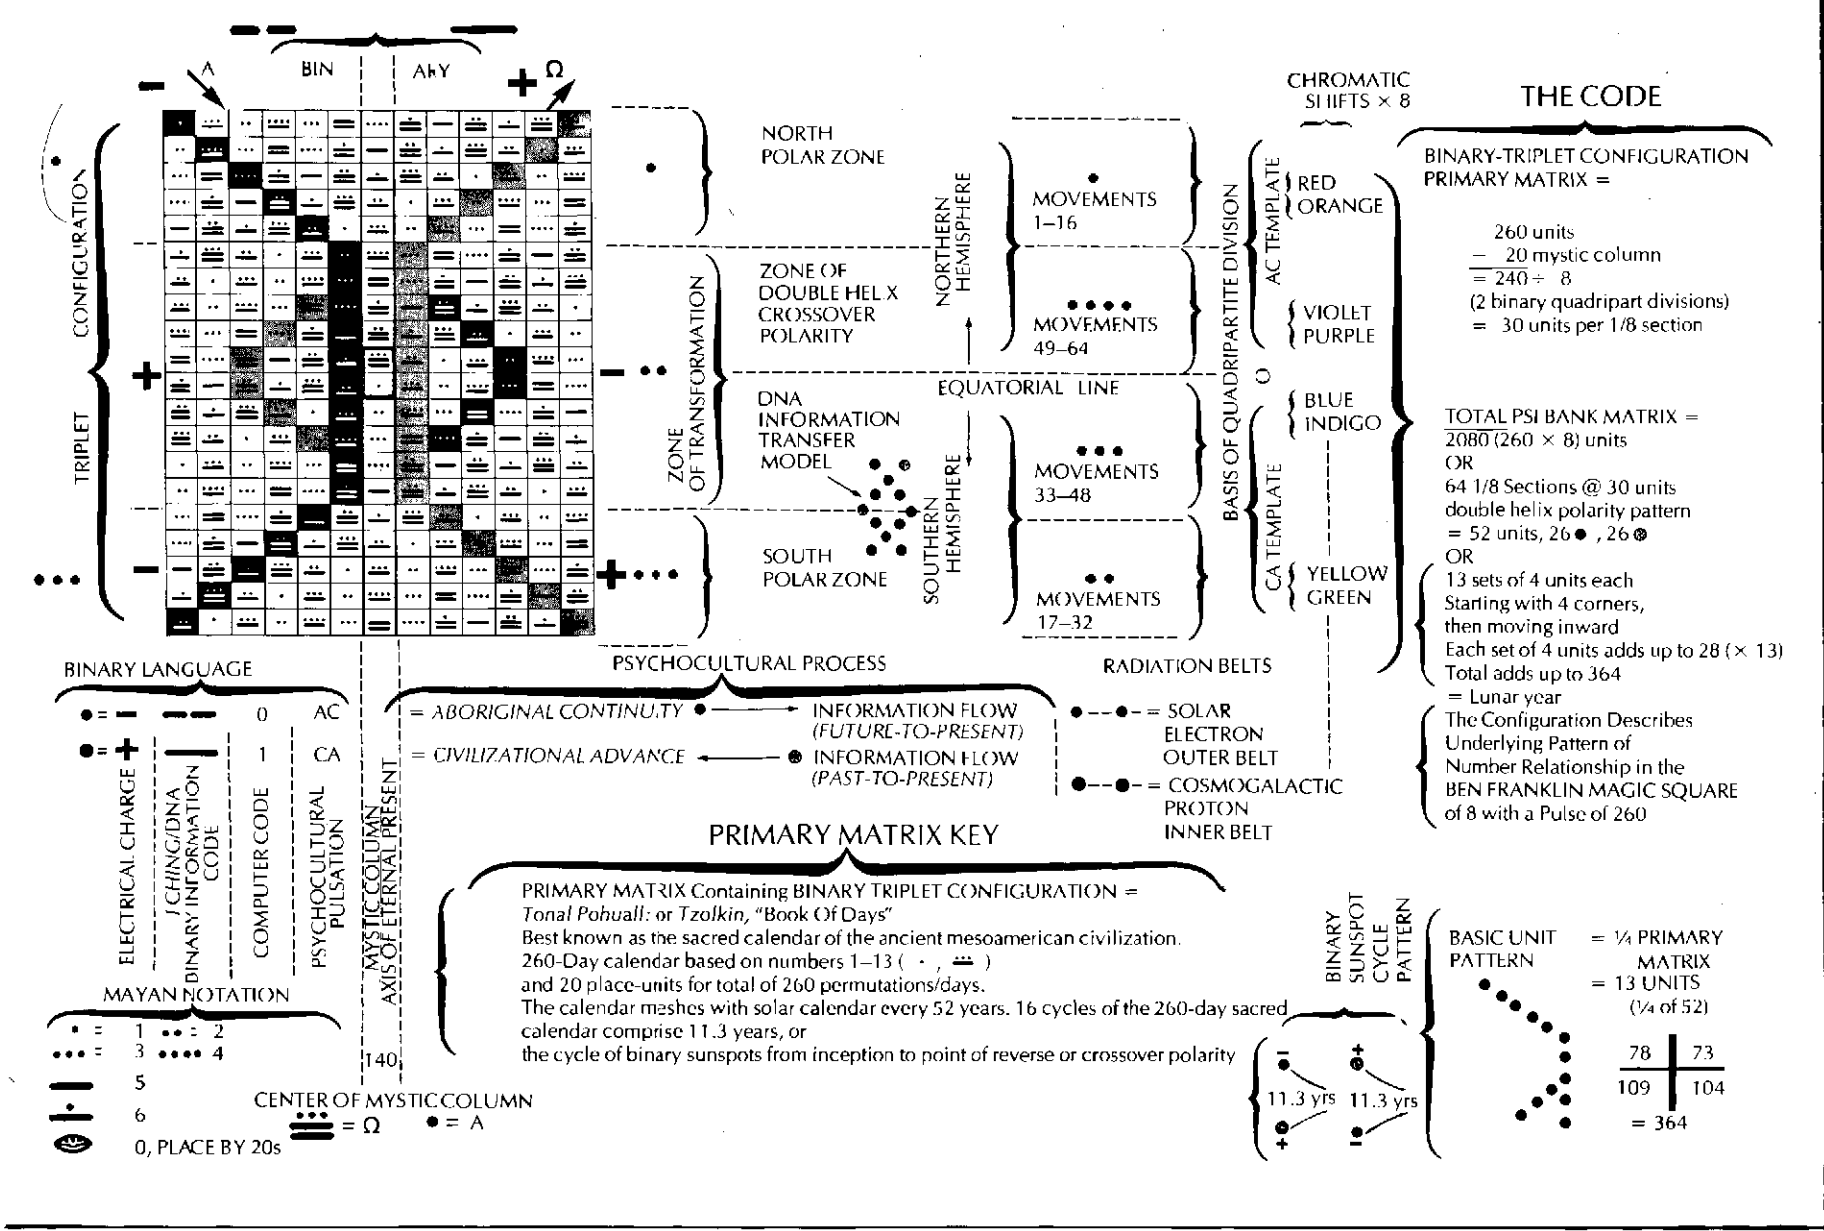 A
BIN
ARY
Ω
TRIPLET CONFIGURATION
NORTH
POLAR ZONE
ZONE OF
DOUBLE HELIX
CROSSOVER
POLARITY
ZONE
OF TRANSFORMATION
DNA
INFORMATION
TRANSFER
MODEL
SOUTH
POLAR ZONE
NORTHERN
HEMISPHERE
EQUATORIAL LINE
SOUTHERN
HEMISPHERE
MOVEMENTS
1–16
MOVEMENTS
49–64
MOVEMENTS
33–48
MOVEMENTS
17–32
BASIS OF QUADRIPARTITE DIVISION
AC TEMPLATE
CA TEMPLATE
CHROMATIC
SHIFTS × 8
RED
ORANGE
VIOLET
PURPLE
BLUE
INDIGO
YELLOW
GREEN
THE CODE
BINARY-TRIPLET CONFIGURATION
PRIMARY MATRIX =
260 units
− 20 mystic column
= 240 ÷ 8
(2 binary quadripart divisions)
= 30 units per 1/8 section
TOTAL PSI BANK MATRIX =
2080 (260 × 8) units
OR
64 1/8 Sections @ 30 units
double helix polarity pattern
= 52 units, 26 ● , 26
OR
13 sets of 4 units each
Starting with 4 corners,
then moving inward
Each set of 4 units adds up to 28 (× 13)
Total adds up to 364
= Lunar year
The Configuration Describes
Underlying Pattern of
Number Relationship in the
BEN FRANKLIN MAGIC SQUARE
of 8 with a Pulse of 260
BINARY LANGUAGE
● = − 0 AC
● = + 1 CA
ELECTRICAL CHARGE
I CHING/DNA
BINARY INFORMATION
CODE
COMPUTER CODE
PSYCHOCULTURAL
PULSATION
MYSTIC COLUMN
AXIS OF ETERNAL PRESENT
PSYCHOCULTURAL PROCESS
= ABORIGINAL CONTINUITY ●→ INFORMATION FLOW
(FUTURE-TO-PRESENT)
= CIVILIZATIONAL ADVANCE ← INFORMATION FLOW
(PAST-TO-PRESENT)
RADIATION BELTS
●--●- = SOLAR
ELECTRON
OUTER BELT
●--●- = COSMOGALACTIC
PROTON
INNER BELT
PRIMARY MATRIX KEY
PRIMARY MATRIX Containing BINARY TRIPLET CONFIGURATION =
Tonal Pohuall: or Tzolkin, “Book Of Days”
Best known as the sacred calendar of the ancient mesoamerican civilization.
260-Day calendar based on numbers 1–13 ( · , )
and 20 place-units for total of 260 permutations/days.
The calendar meshes with solar calendar every 52 years. 16 cycles of the 260-day sacred
calendar comprise 11.3 years, or
the cycle of binary sunspots from inception to point of reverse or crossover polarity
MAYAN NOTATION
• = 1 •• = 2
••• = 3 •••• 4
5
6
0, PLACE BY 20s
140
CENTER OF MYSTIC COLUMN
= Ω ● = A
BINARY
SUNSPOT
CYCLE
PATTERN
− +
11.3 yrs 11.3 yrs
+ −
BASIC UNIT
PATTERN
= ¼ PRIMARY
MATRIX
= 13 UNITS
(¼ of 52)
78 73
109 104
= 364